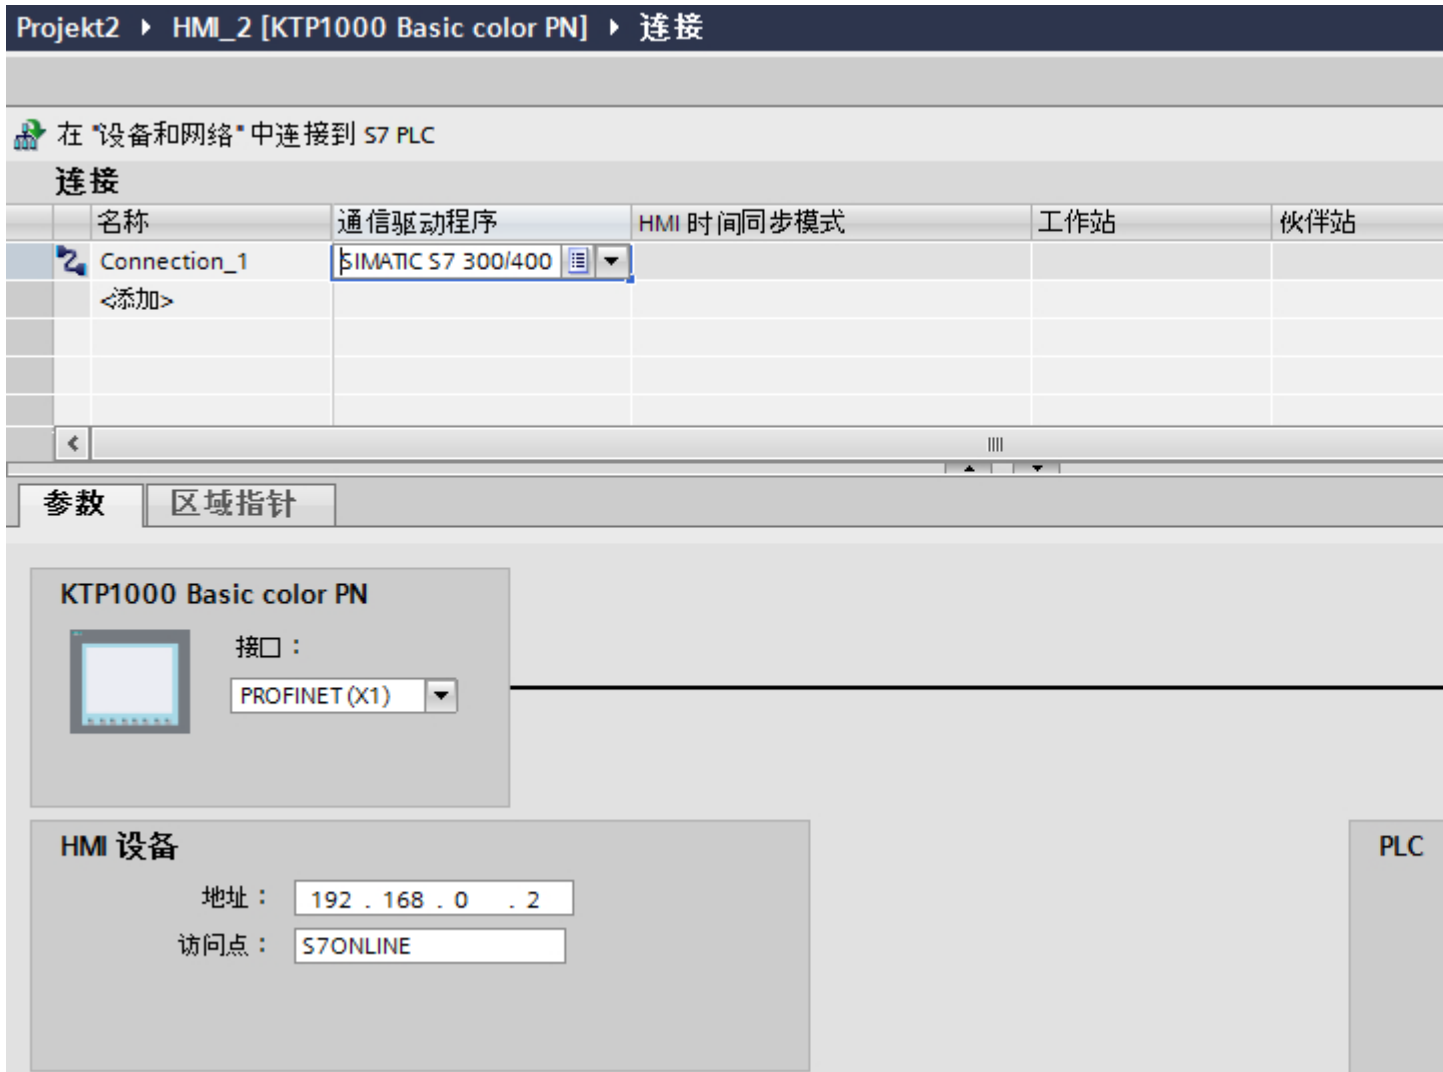 Projekt2 ▸ HMI_2 [KTP1000 Basic color PN] ▸ 连接
在 "设备和网络" 中连接到 S7 PLC
连接
名称 通信驱动程序 HMI 时间同步模式 工作站 伙伴站
Connection_1 SIMATIC S7 300/400
<添加>
参数 区域指针
KTP1000 Basic color PN
接口：
PROFINET (X1)
HMI 设备 PLC
地址： 192 . 168 . 0 . 2
访问点： S7ONLINE